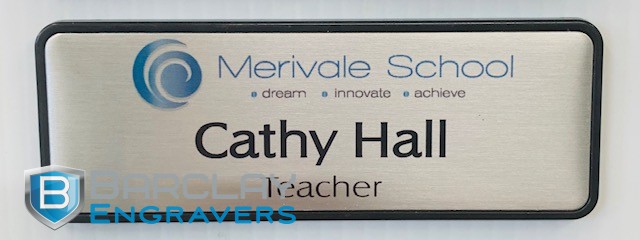 Merivale School
dream innovate achieve
Cathy Hall
Teacher
B BARCLAY
ENGRAVERS